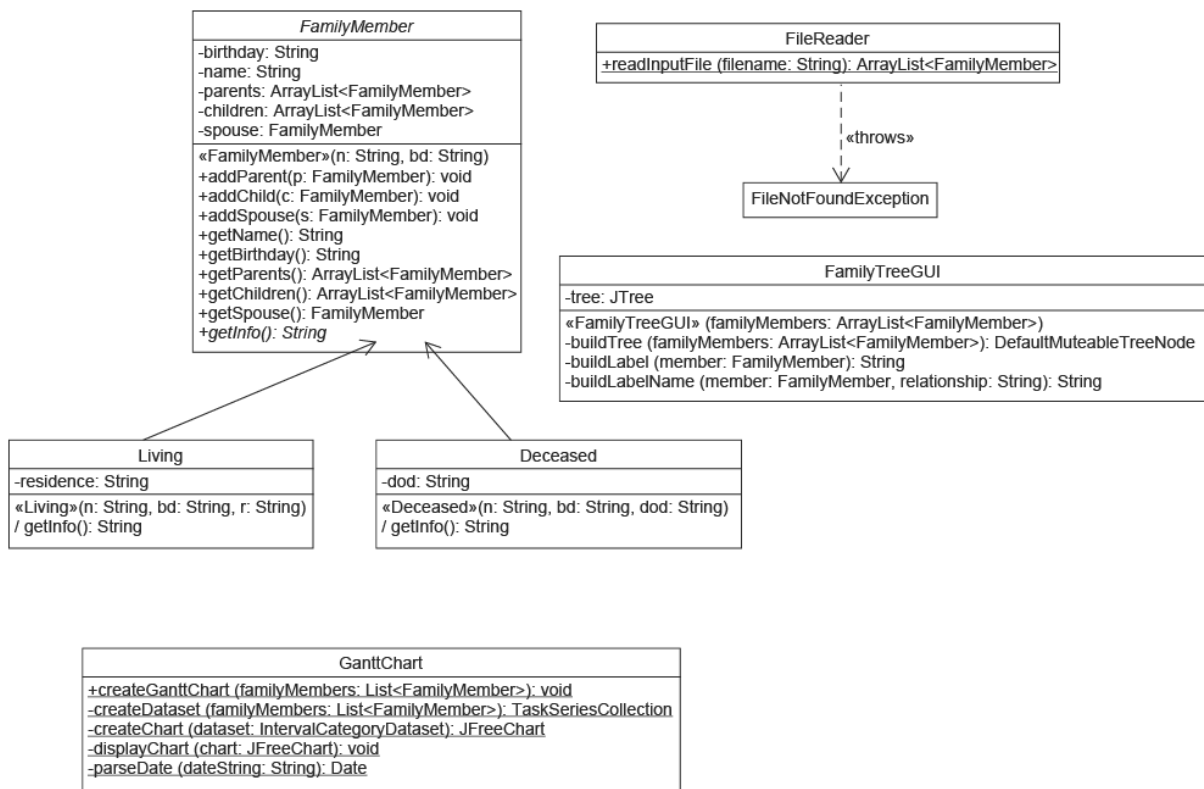 FamilyMember
-birthday: String
-name: String
-parents: ArrayList<FamilyMember>
-children: ArrayList<FamilyMember>
-spouse: FamilyMember
«FamilyMember»(n: String, bd: String)
+addParent(p: FamilyMember): void
+addChild(c: FamilyMember): void
+addSpouse(s: FamilyMember): void
+getName(): String
+getBirthday(): String
+getParents(): ArrayList<FamilyMember>
+getChildren(): ArrayList<FamilyMember>
+getSpouse(): FamilyMember
+getInfo(): String
FileReader
+readInputFile (filename: String): ArrayList<FamilyMember>
«throws»
FileNotFoundException
FamilyTreeGUI
-tree: JTree
«FamilyTreeGUI» (familyMembers: ArrayList<FamilyMember>)
-buildTree (familyMembers: ArrayList<FamilyMember>): DefaultMuteableTreeNode
-buildLabel (member: FamilyMember): String
-buildLabelName (member: FamilyMember, relationship: String): String
Living
-residence: String
«Living»(n: String, bd: String, r: String)
/ getInfo(): String
Deceased
-dod: String
«Deceased»(n: String, bd: String, dod: String)
/ getInfo(): String
GanttChart
+createGanttChart (familyMembers: List<FamilyMember>): void
-createDataset (familyMembers: List<FamilyMember>): TaskSeriesCollection
-createChart (dataset: IntervalCategoryDataset): JFreeChart
-displayChart (chart: JFreeChart): void
-parseDate (dateString: String): Date